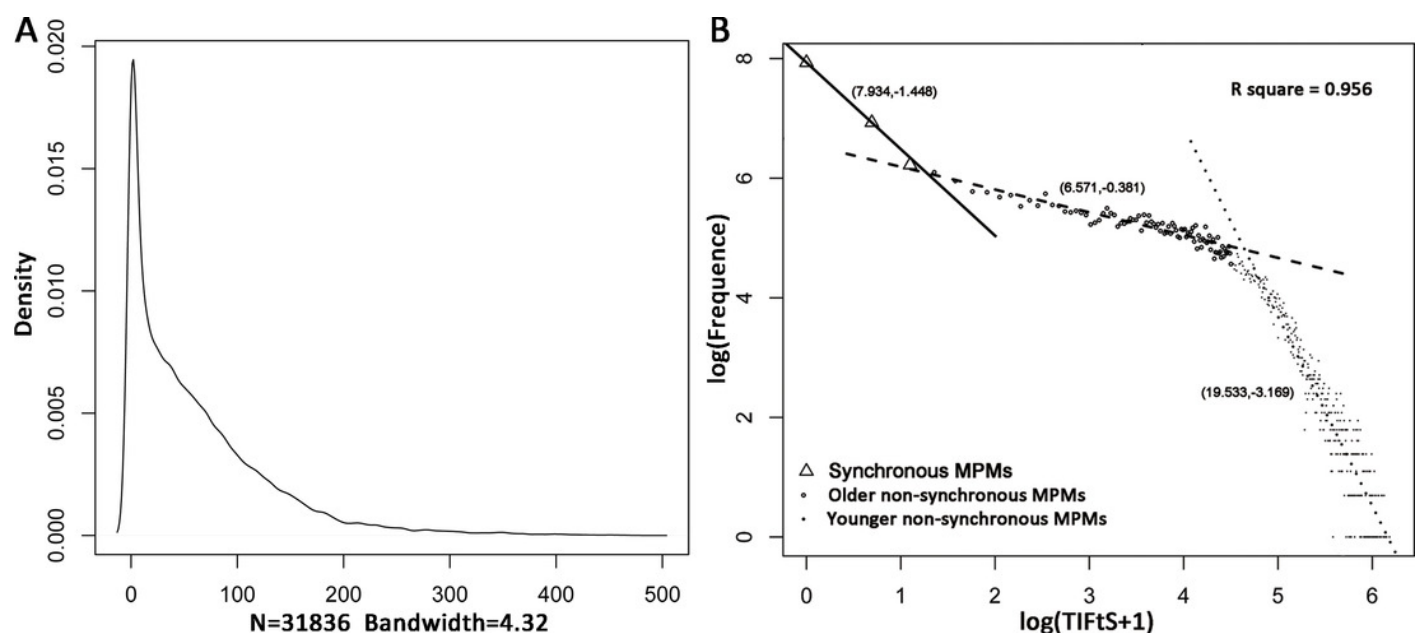 A
Density
0.000
0.005
0.010
0.015
0.020
0
100
200
300
400
500
N=31836 Bandwidth=4.32
B
log(Frequence)
0
2
4
6
8
(7.934,-1.448)
R square = 0.956
(6.571,-0.381)
(19.533,-3.169)
Synchronous MPMs
Older non-synchronous MPMs
Younger non-synchronous MPMs
0
1
2
3
4
5
6
log(TIFtS+1)